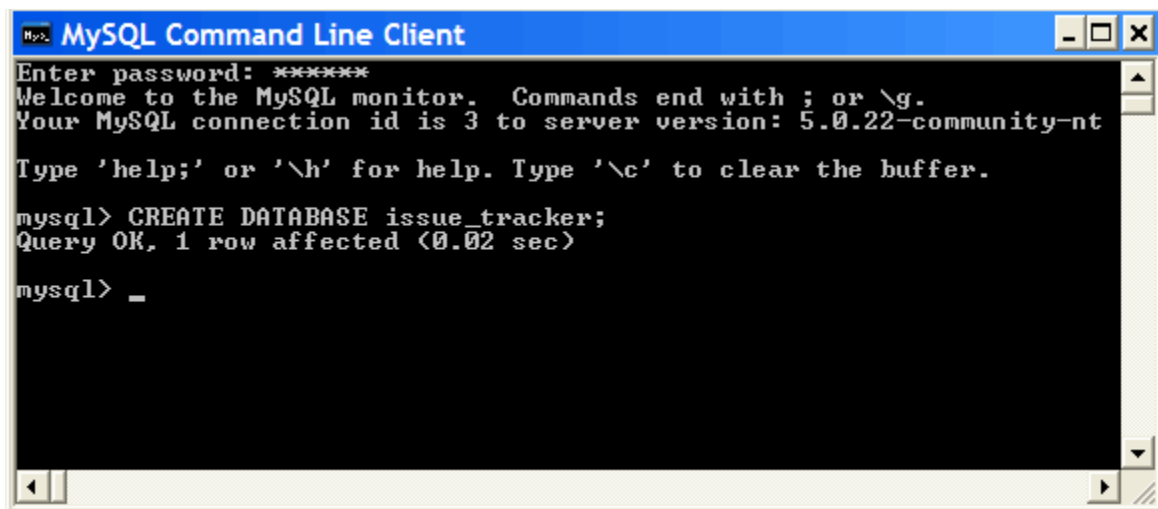 MySQL Command Line Client
Enter password: ******
Welcome to the MySQL monitor.  Commands end with ; or \g.
Your MySQL connection id is 3 to server version: 5.0.22-community-nt
Type 'help;' or '\h' for help. Type '\c' to clear the buffer.
mysql> CREATE DATABASE issue_tracker;
Query OK, 1 row affected (0.02 sec)
mysql> _